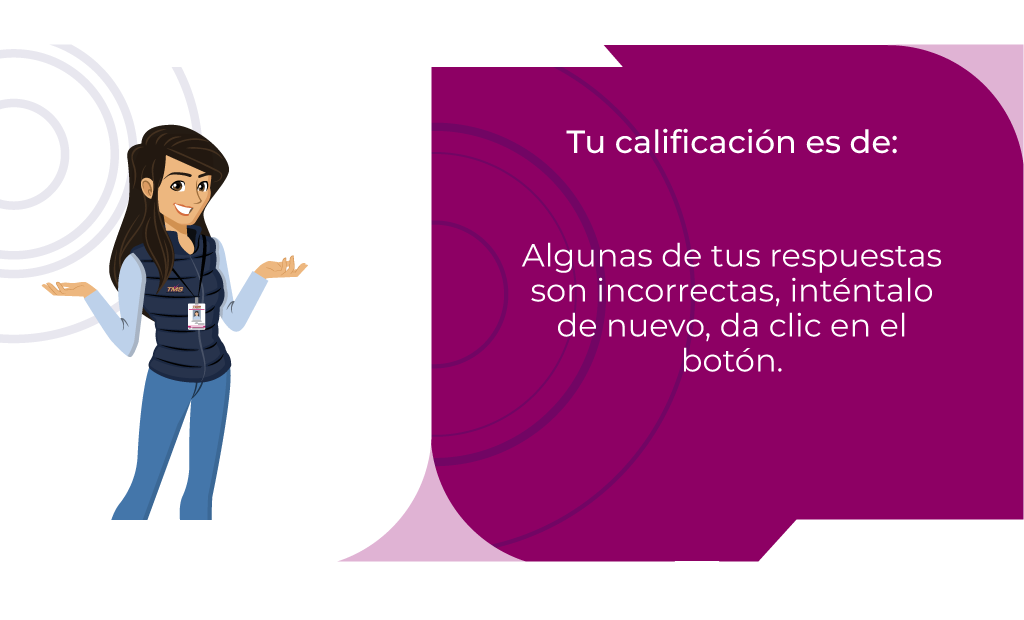 Tu calificación es de:
Algunas de tus respuestas
son incorrectas, inténtalo
de nuevo, da clic en el
botón.
TMS